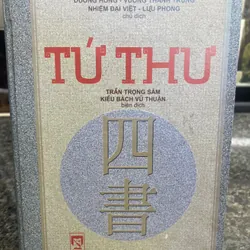 DƯƠNG HỒNG - VƯƠNG THÀNH TRUNG
NHIỆM ĐẠI VIỆT - LƯU PHONG
chú dịch
TỨ THƯ
TRẦN TRỌNG SÂM
KIỀU BÁCH VŨ THUẬN
biên dịch
四
書